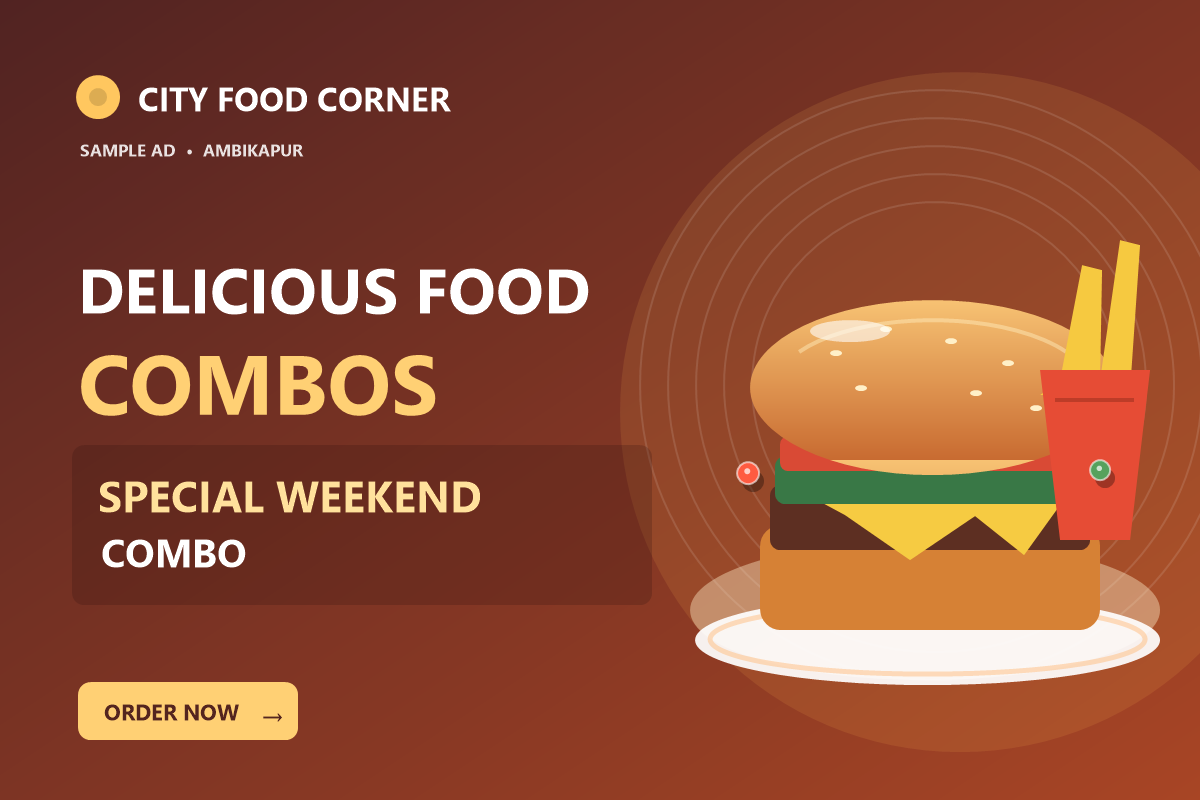 CITY FOOD CORNER
SAMPLE AD • AMBIKAPUR
DELICIOUS FOOD
COMBOS
SPECIAL WEEKEND
COMBO
ORDER NOW →